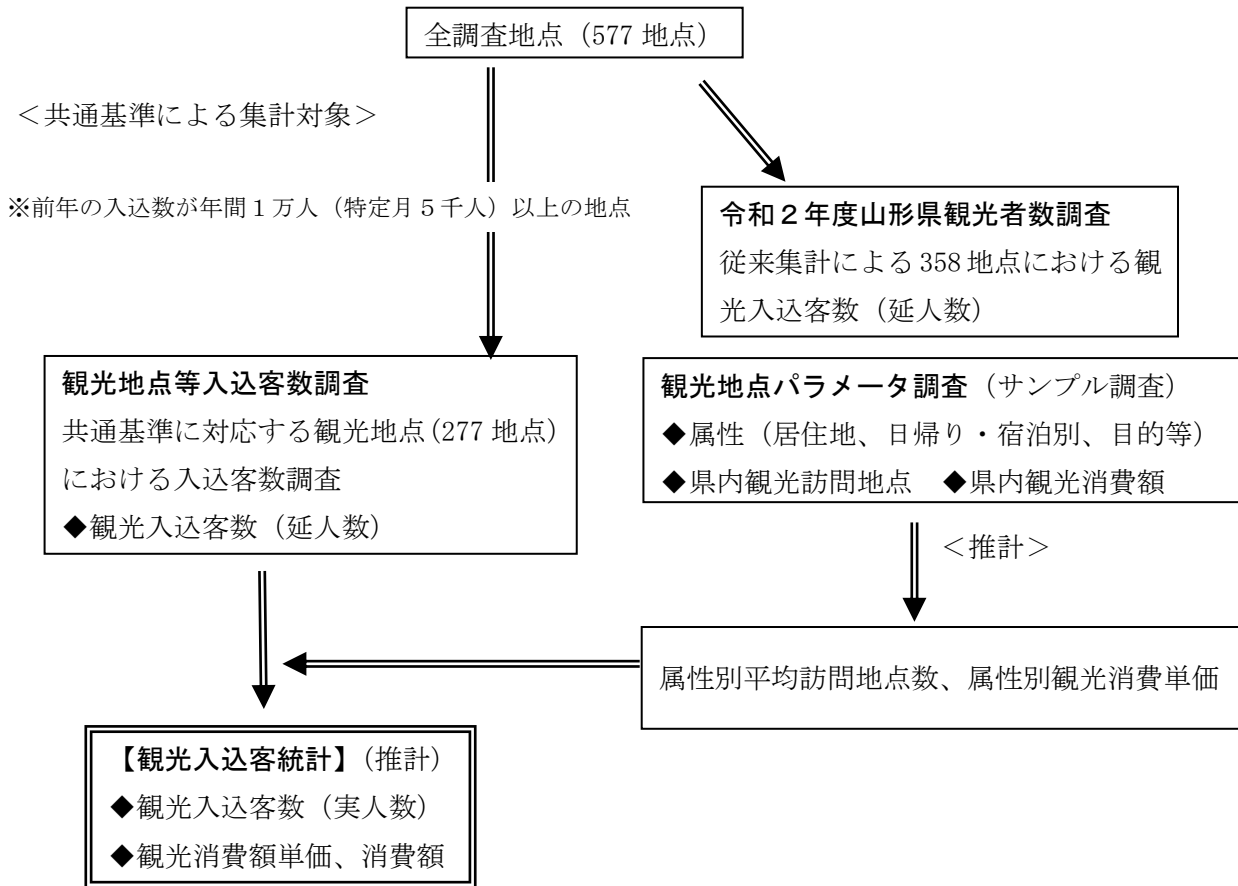 全調査地点（577 地点）
＜共通基準による集計対象＞
※前年の入込数が年間１万人（特定月５千人）以上の地点
令和２年度山形県観光者数調査
従来集計による 358 地点における観
光入込客数（延人数）
観光地点等入込客数調査
共通基準に対応する観光地点(277 地点)
における入込客数調査
◆観光入込客数（延人数）
観光地点パラメータ調査（サンプル調査）
◆属性（居住地、日帰り・宿泊別、目的等）
◆県内観光訪問地点　◆県内観光消費額
＜推計＞
属性別平均訪問地点数、属性別観光消費単価
【観光入込客統計】（推計）
◆観光入込客数（実人数）
◆観光消費額単価、消費額